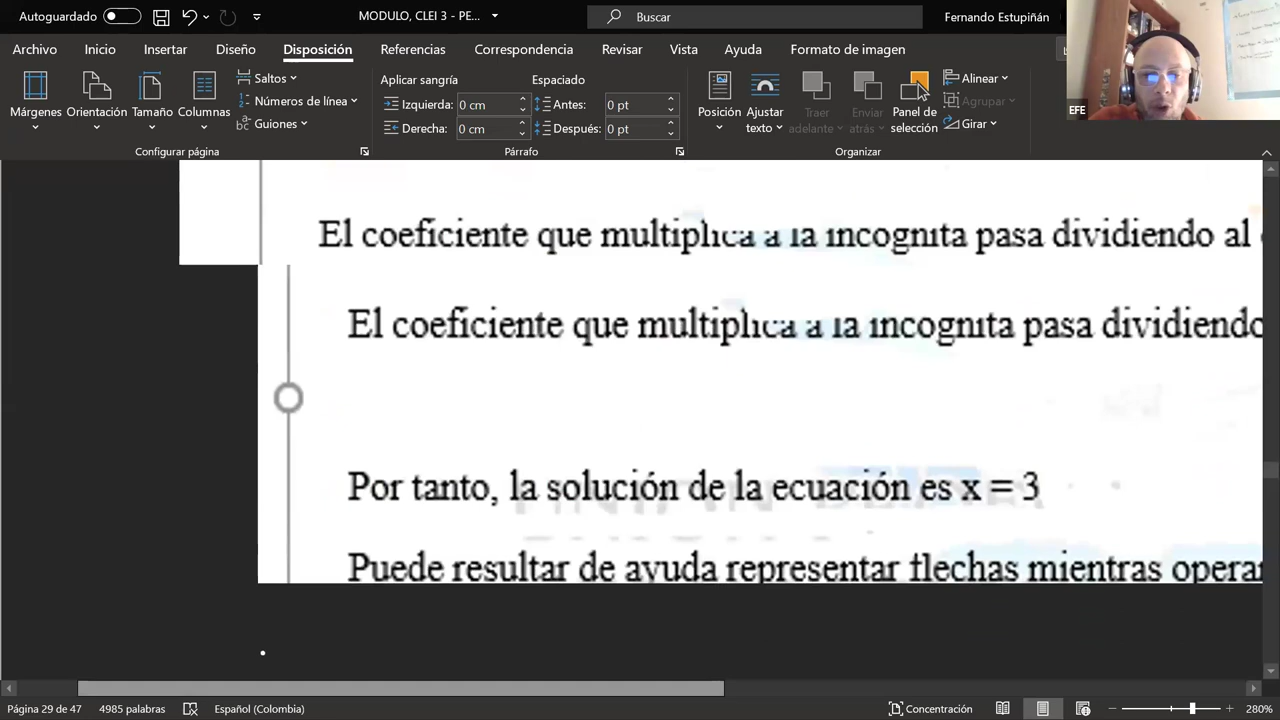 Autoguardado
MODULO, CLEI 3 - PE...
Buscar
Fernando Estupiñán
Archivo
Inicio
Insertar
Diseño
Disposición
Referencias
Correspondencia
Revisar
Vista
Ayuda
Formato de imagen
Márgenes
Orientación
Tamaño
Columnas
Saltos
Números de línea
Guiones
Configurar página
Aplicar sangría
Izquierda: 0 cm
Derecha: 0 cm
Espaciado
Antes: 0 pt
Después: 0 pt
Párrafo
Posición
Ajustar texto
Traer adelante
Enviar atrás
Panel de selección
Alinear
Agrupar
Girar
Organizar
EFE
El coeficiente que multiplica a la incognita pasa dividiendo al
El coeficiente que multiplica a la incognita pasa dividiendo
Por tanto, la solución de la ecuación es x = 3
Puede resultar de ayuda representar flechas mientras operar
Página 29 de 47
4985 palabras
Español (Colombia)
Concentración
280%